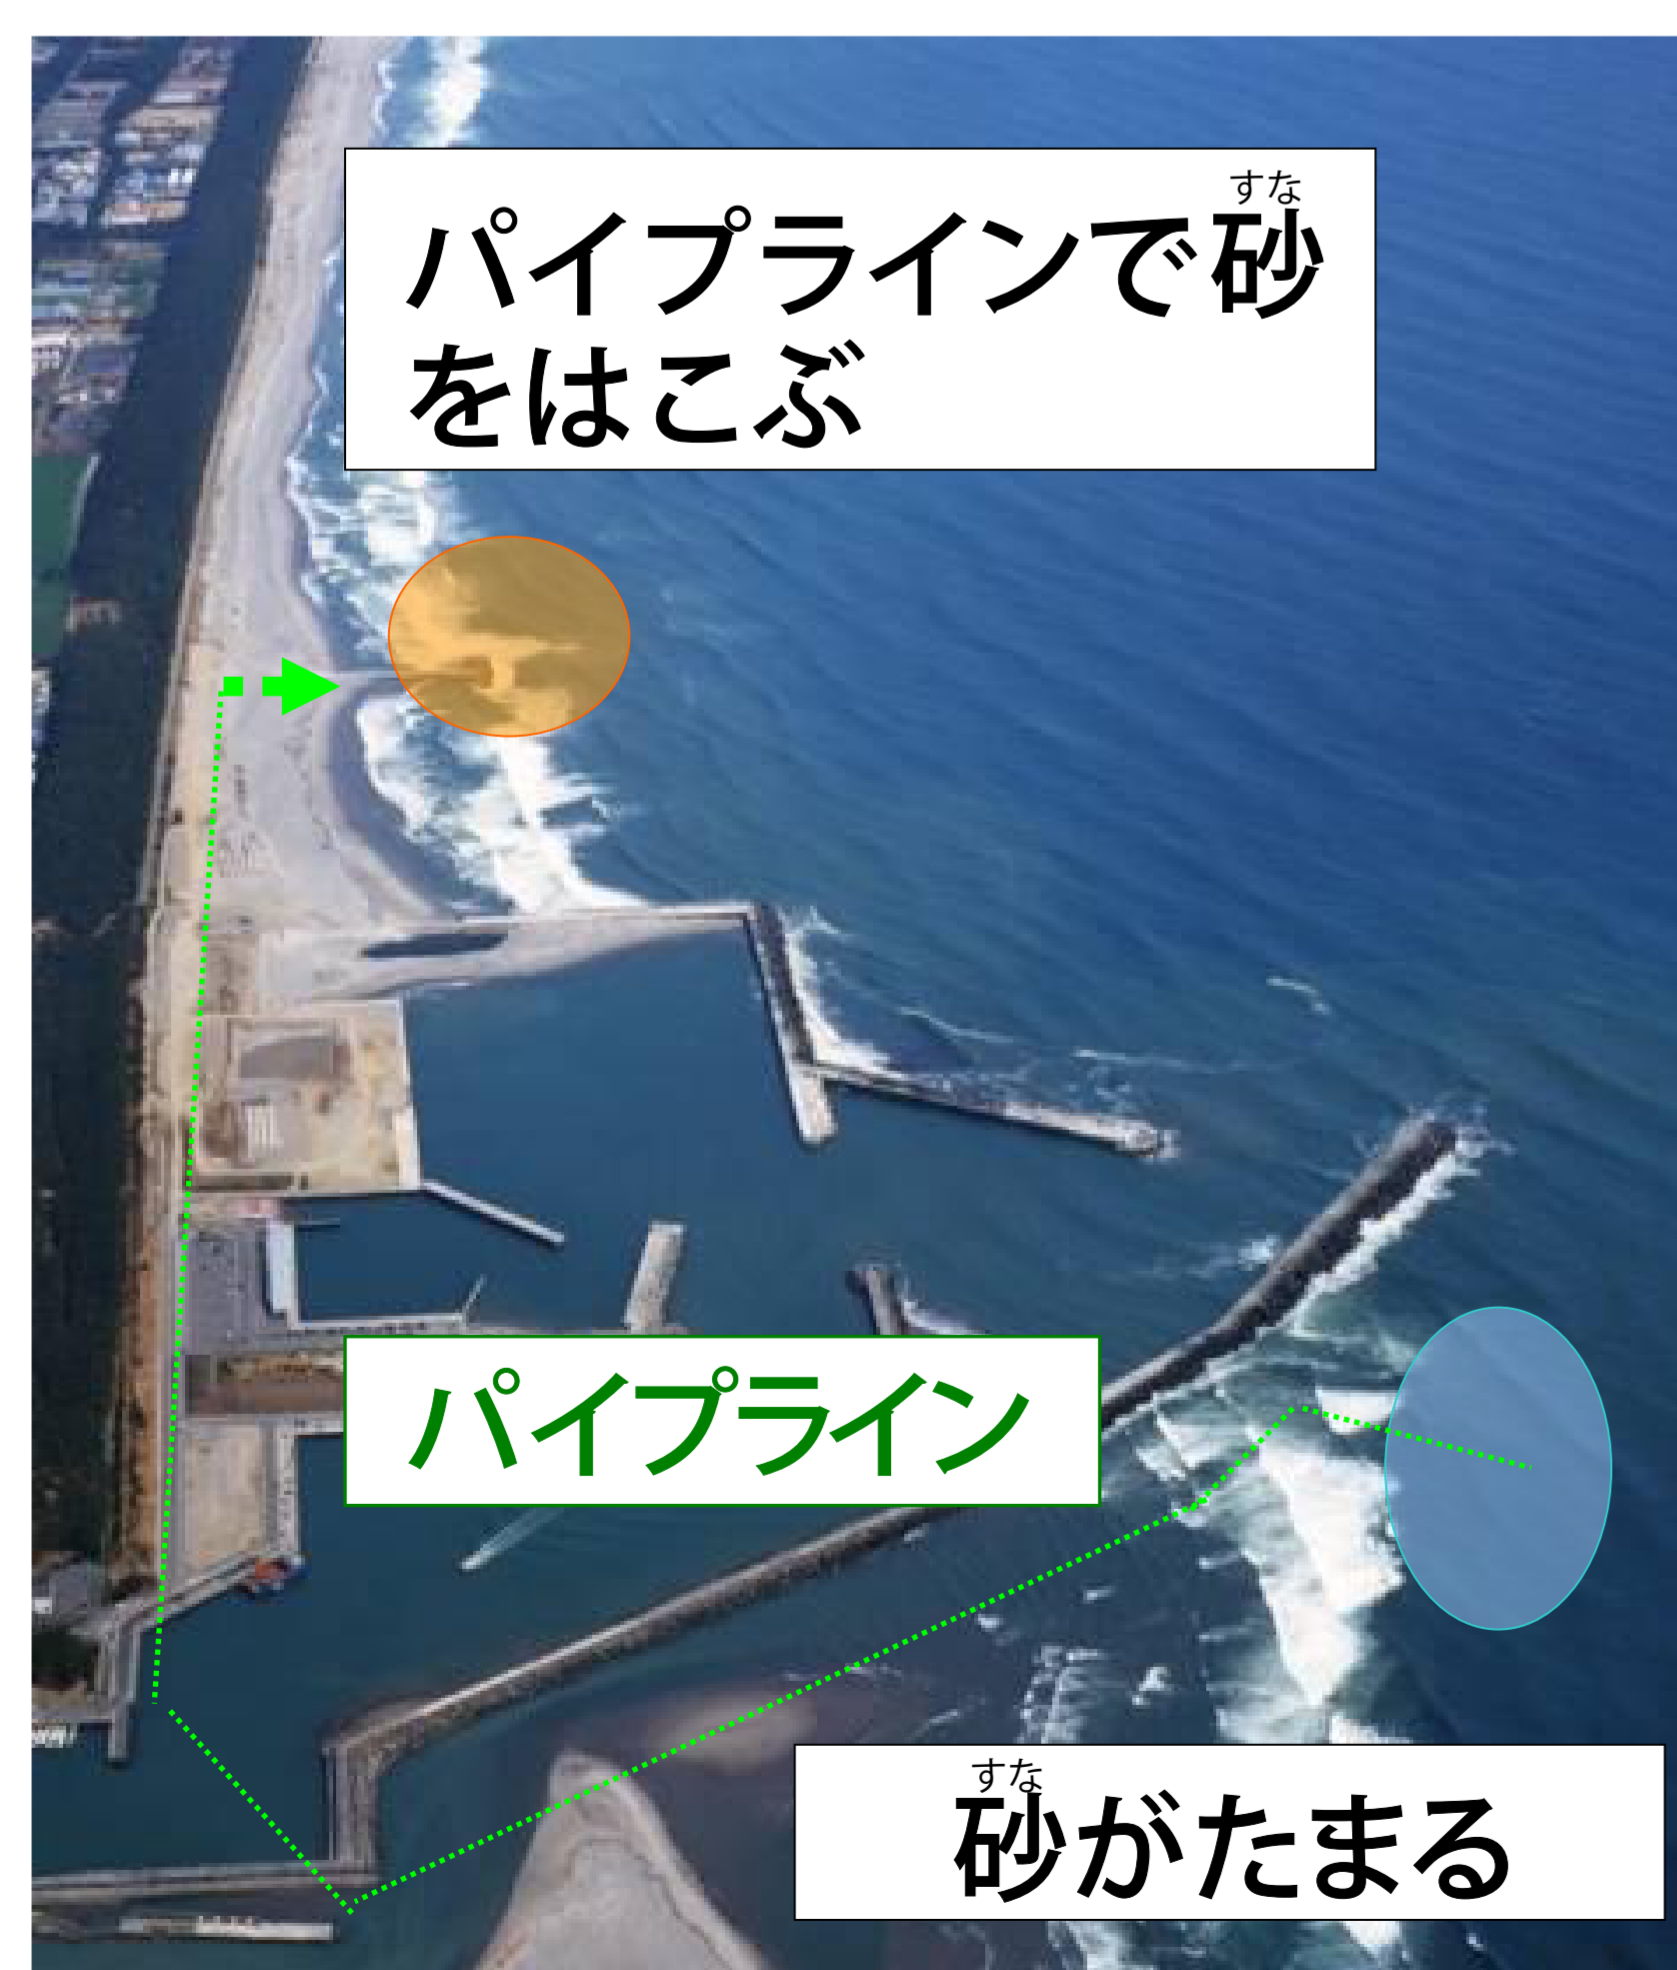 すな
パイプラインで砂
をはこぶ
パイプライン
すな
砂がたまる